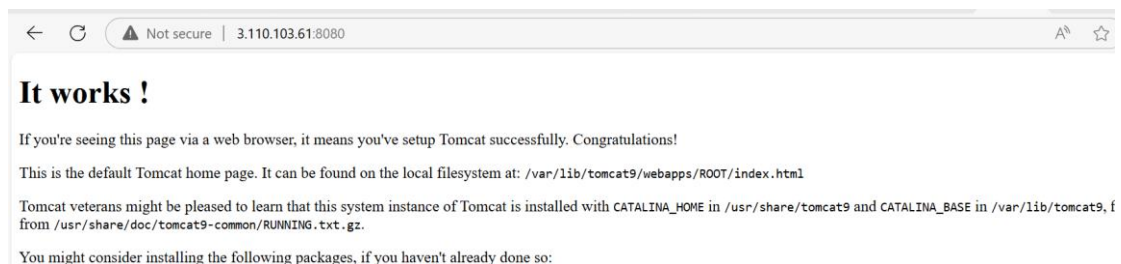 Not secure | 3.110.103.61:8080
It works !
If you're seeing this page via a web browser, it means you've setup Tomcat successfully. Congratulations!
This is the default Tomcat home page. It can be found on the local filesystem at: /var/lib/tomcat9/webapps/ROOT/index.html
Tomcat veterans might be pleased to learn that this system instance of Tomcat is installed with CATALINA_HOME in /usr/share/tomcat9 and CATALINA_BASE in /var/lib/tomcat9,
from /usr/share/doc/tomcat9-common/RUNNING.txt.gz.
You might consider installing the following packages, if you haven't already done so: